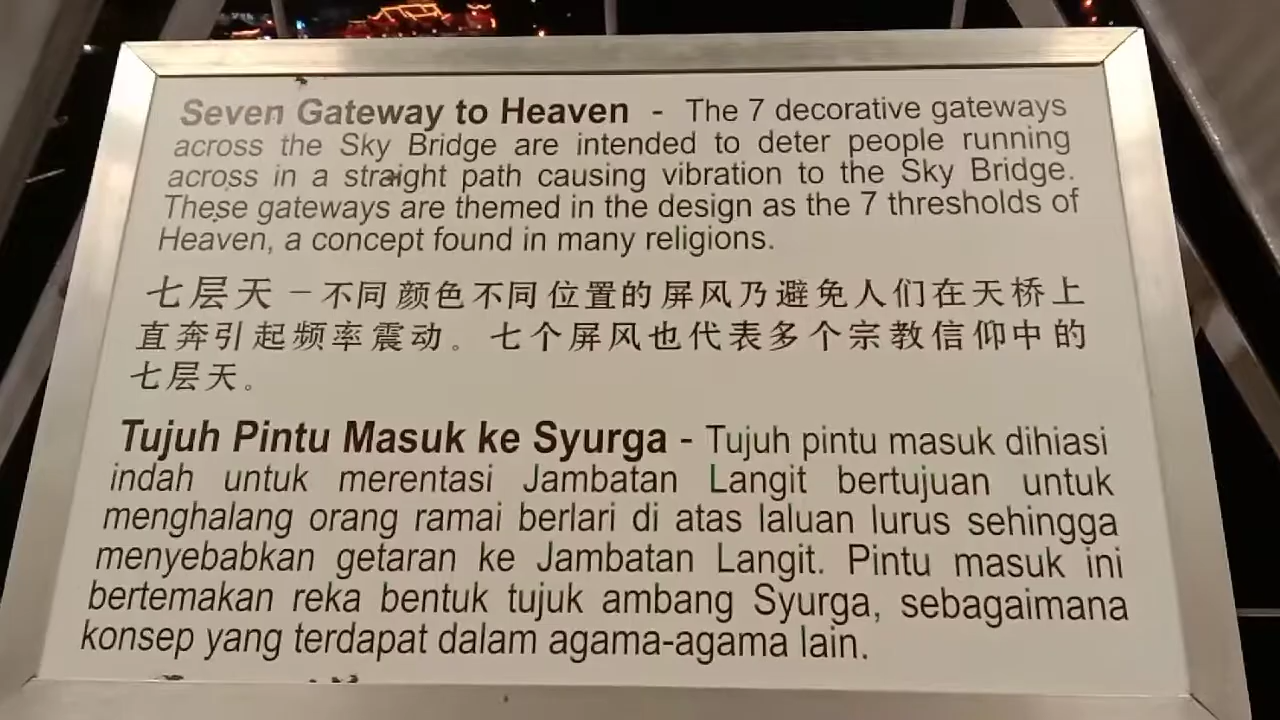 Seven Gateway to Heaven - The 7 decorative gateways
across the Sky Bridge are intended to deter people running
across in a straight path causing vibration to the Sky Bridge.
These gateways are themed in the design as the 7 thresholds of
Heaven, a concept found in many religions.
七层天 - 不同颜色不同位置的屏风乃避免人们在天桥上
直奔引起频率震动。七个屏风也代表多个宗教信仰中的
七层天。
Tujuh Pintu Masuk ke Syurga - Tujuh pintu masuk dihiasi
indah untuk merentasi Jambatan Langit bertujuan untuk
menghalang orang ramai berlari di atas laluan lurus sehingga
menyebabkan getaran ke Jambatan Langit. Pintu masuk ini
bertemakan reka bentuk tujuk ambang Syurga, sebagaimana
konsep yang terdapat dalam agama-agama lain.